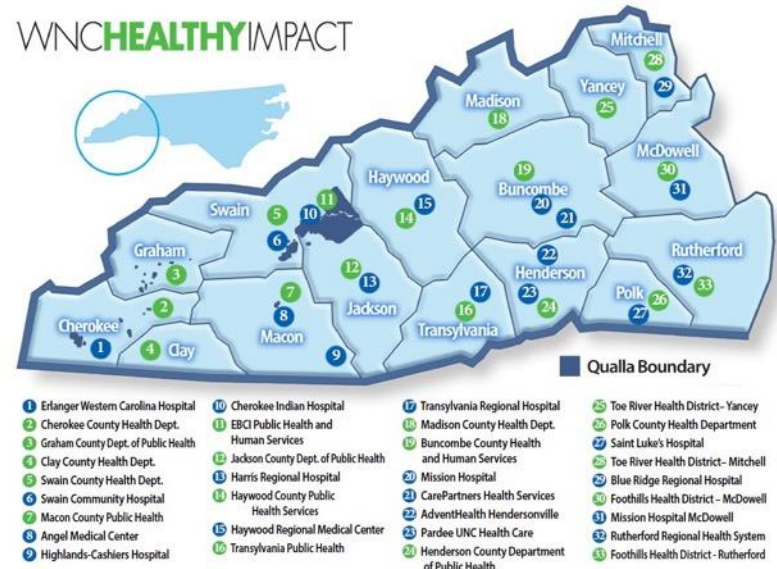 WNCHEALTHYIMPACT
Mitchell
28
29
Yancey
25
Madison
18
McDowell
30
31
Buncombe
19
20
21
Haywood
15
14
Swain
5
6
10
11
Graham
3
Rutherford
32
33
Henderson
22
23
24
Polk
26
27
Jackson
12
13
Transylvania
17
16
Macon
7
8
9
Cherokee
2
1
Clay
4
Qualla Boundary
1 Erlanger Western Carolina Hospital
2 Cherokee County Health Dept.
3 Graham County Dept. of Public Health
4 Clay County Health Dept.
5 Swain County Health Dept.
6 Swain Community Hospital
7 Macon County Public Health
8 Angel Medical Center
9 Highlands-Cashiers Hospital
10 Cherokee Indian Hospital
11 EBCI Public Health and
Human Services
12 Jackson County Dept. of Public Health
13 Harris Regional Hospital
14 Haywood County Public
Health Services
15 Haywood Regional Medical Center
16 Transylvania Public Health
17 Transylvania Regional Hospital
18 Madison County Health Dept.
19 Buncombe County Health
and Human Services
20 Mission Hospital
21 CarePartners Health Services
22 AdventHealth Hendersonville
23 Pardee UNC Health Care
24 Henderson County Department
of Public Health
25 Toe River Health District– Yancey
26 Polk County Health Department
27 Saint Luke's Hospital
28 Toe River Health District– Mitchell
29 Blue Ridge Regional Hospital
30 Foothills Health District – McDowell
31 Mission Hospital McDowell
32 Rutherford Regional Health System
33 Foothills Health District - Rutherford